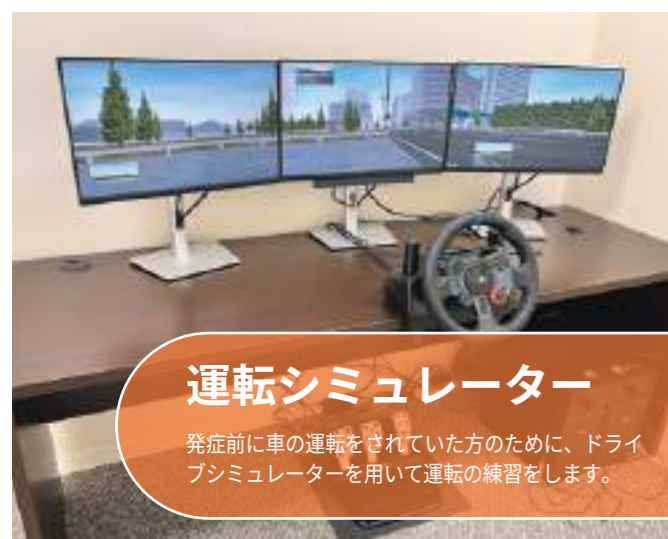 運転シミュレーター
発症前に車の運転をされていた方のために、ドライ
ブシミュレーターを用いて運転の練習をします。